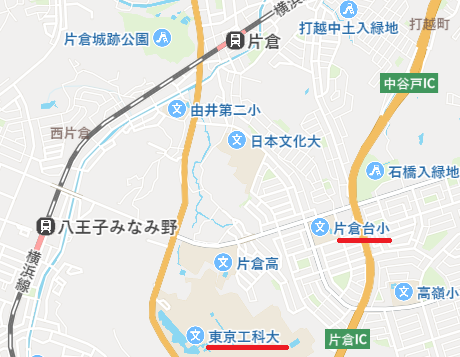 横浜
打越中土入緑地
打越町
片倉城跡公園
片倉
中谷戸IC
由井第二小
西片倉
日本文化大
石橋入緑地
八王子みなみ野
片倉台小
横浜線
片倉高
高嶺小
東京工科大
片倉IC